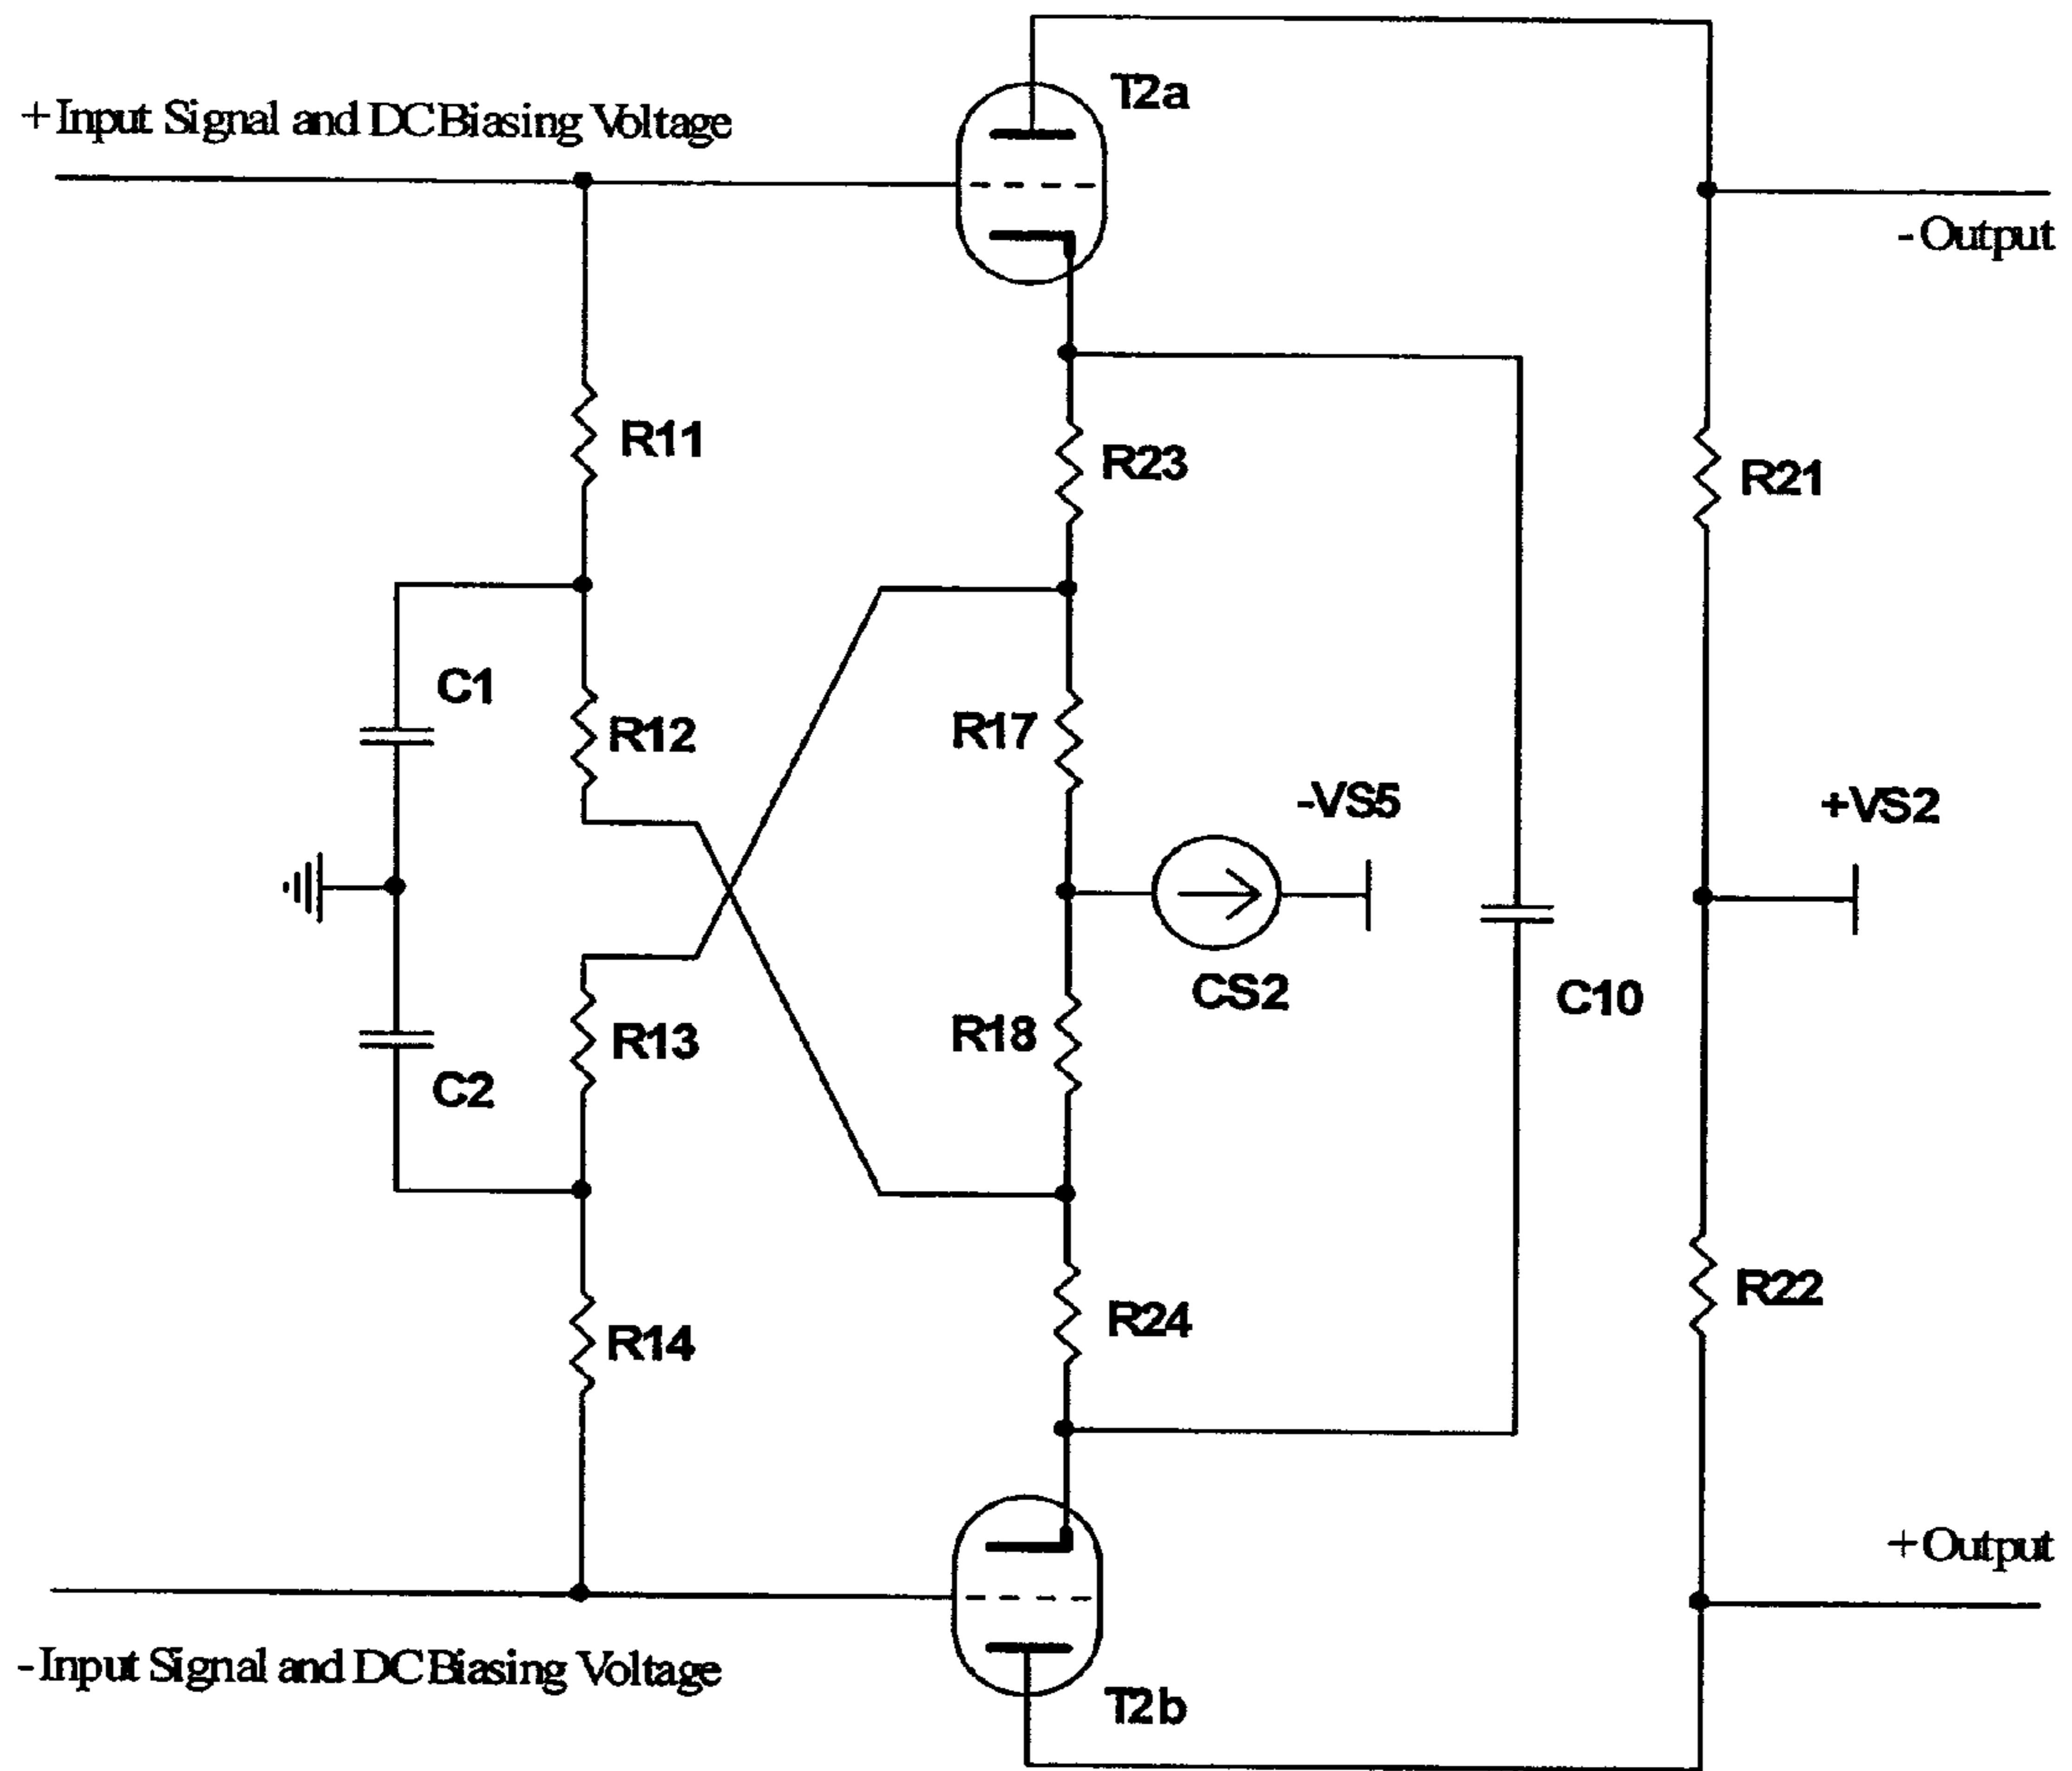 T2a
+Input Signal and DC Biasing Voltage
-Output
R11
R23
R21
C1
R12
R17
-VS5
+VS2
CS2
C10
R13
R18
C2
R24
R22
R14
+Output
-Input Signal and DC Biasing Voltage
T2b